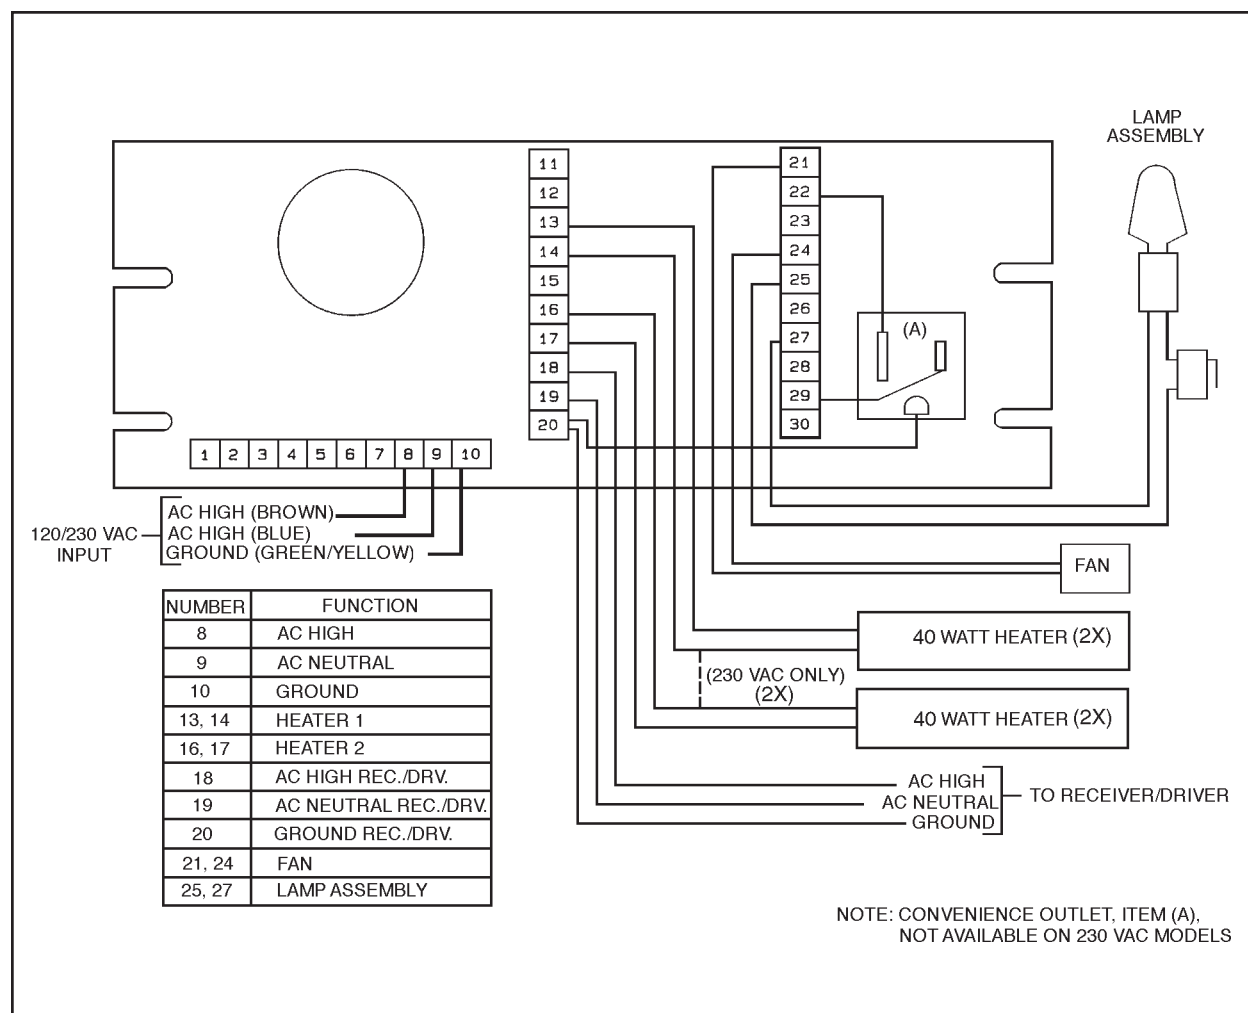 LAMP
ASSEMBLY
11
12
13
14
15
16
17
18
19
20
21
22
23
24
25
26
27
28
29
30
(A)
1 2 3 4 5 6 7 8 9 10
120/230 VAC
INPUT
AC HIGH (BROWN)
AC HIGH (BLUE)
GROUND (GREEN/YELLOW)
FAN
40 WATT HEATER (2X)
(230 VAC ONLY)
(2X)
40 WATT HEATER (2X)
AC HIGH
AC NEUTRAL
GROUND
TO RECEIVER/DRIVER
NUMBER FUNCTION
8 AC HIGH
9 AC NEUTRAL
10 GROUND
13, 14 HEATER 1
16, 17 HEATER 2
18 AC HIGH REC./DRV.
19 AC NEUTRAL REC./DRV.
20 GROUND REC./DRV.
21, 24 FAN
25, 27 LAMP ASSEMBLY
NOTE: CONVENIENCE OUTLET, ITEM (A),
NOT AVAILABLE ON 230 VAC MODELS